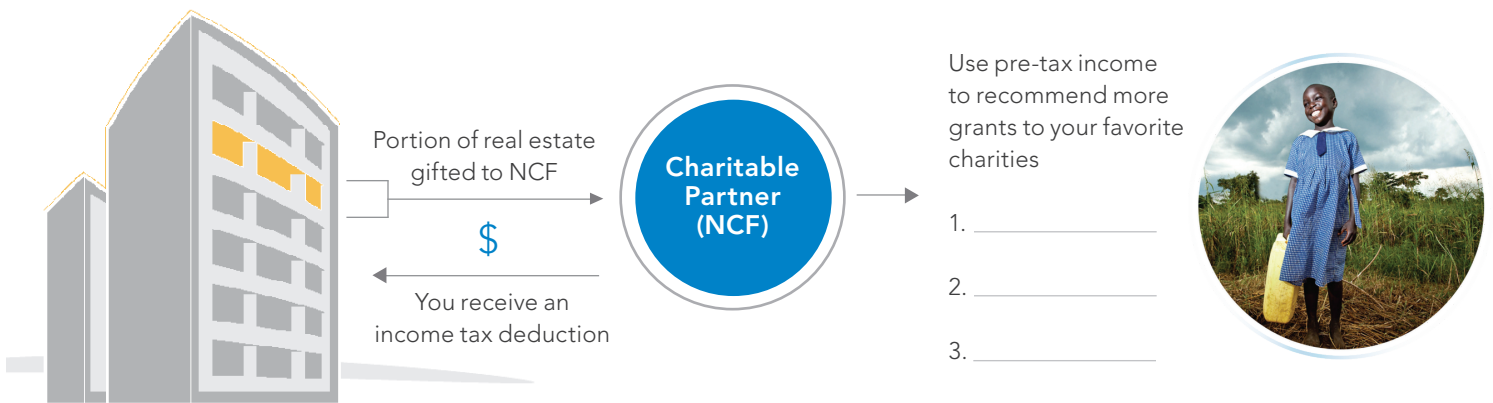 Portion of real estate
gifted to NCF
$
You receive an
income tax deduction
Charitable
Partner
(NCF)
Use pre-tax income
to recommend more
grants to your favorite
charities
1.
2.
3.